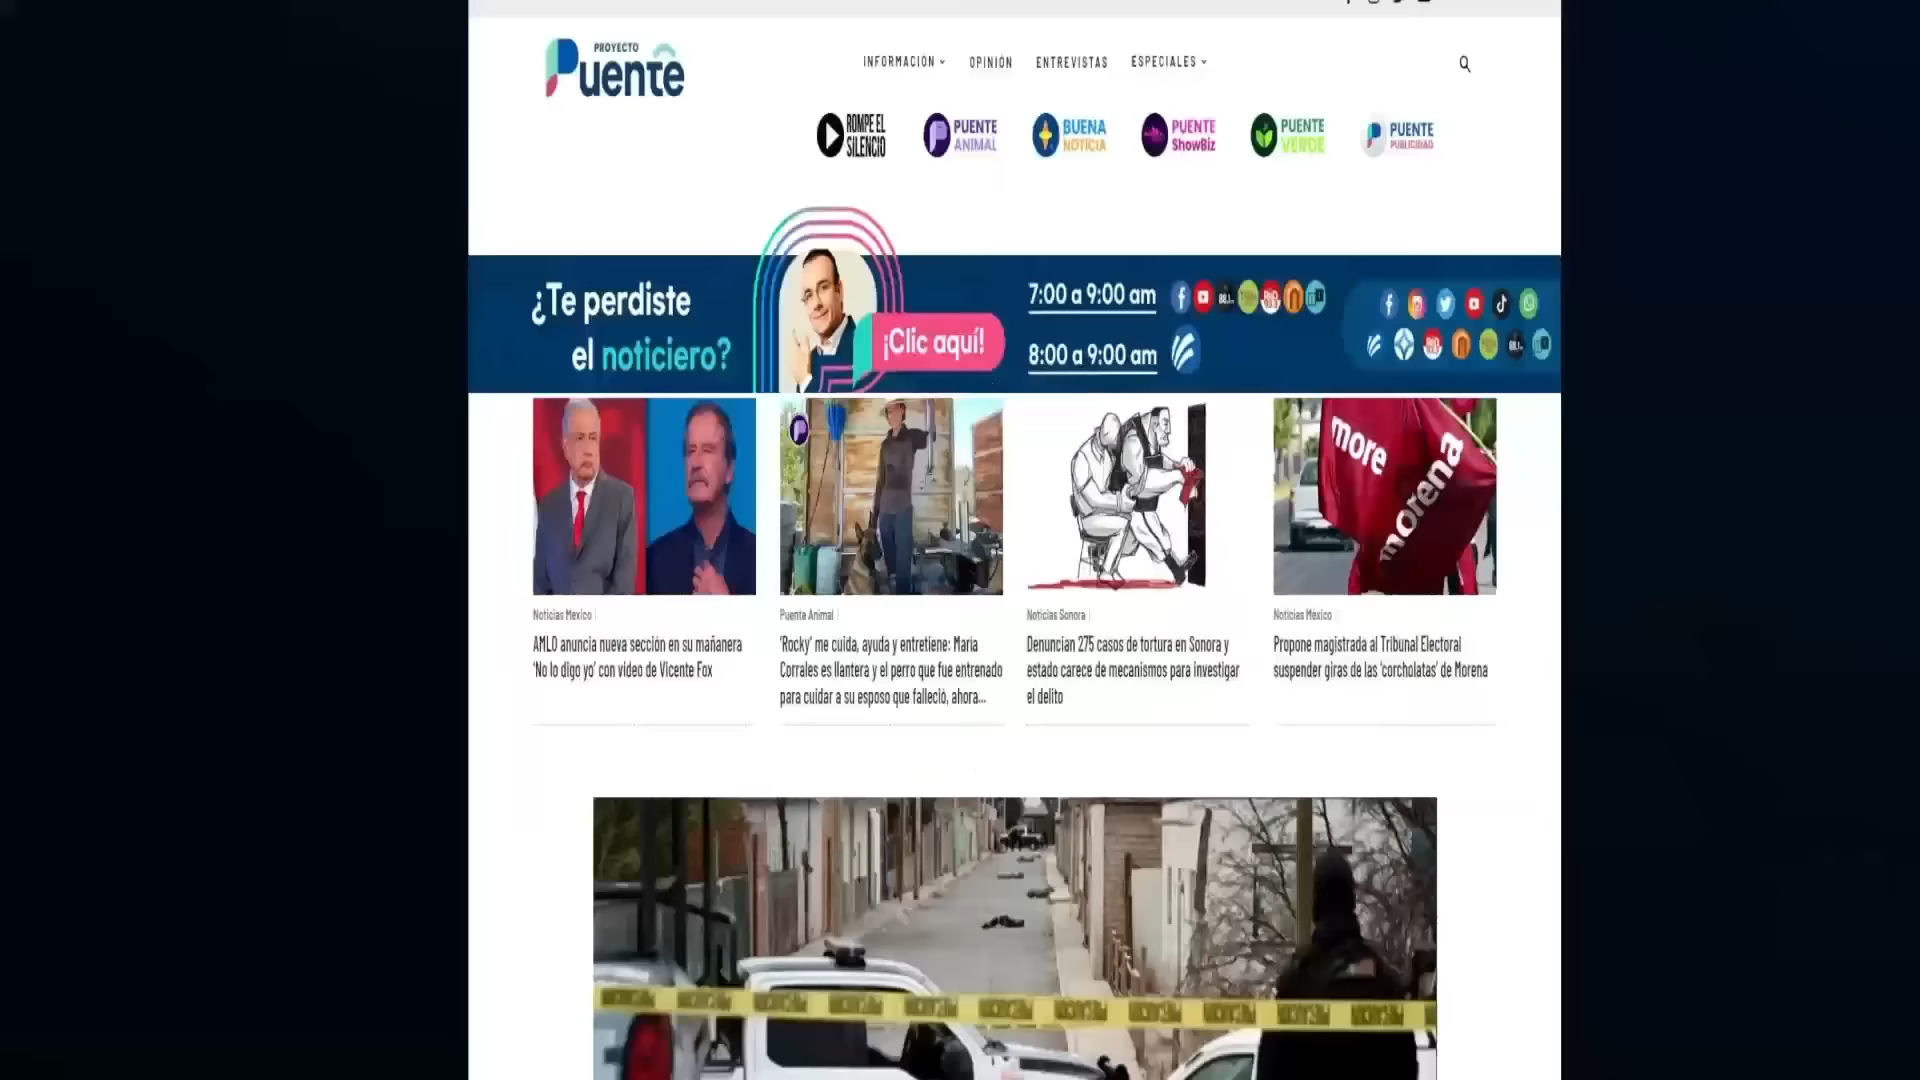 PROYECTO
Puente
INFORMACIÓN
OPINIÓN
ENTREVISTAS
ESPECIALES
ROMPE EL
SILENCIO
PUENTE
ANIMAL
BUENA
NOTICIA
PUENTE
ShowBiz
PUENTE
VERDE
PUENTE
PUBLICIDAD
¿Te perdiste
el noticiero?
¡Clic aquí!
7:00 a 9:00 am
8:00 a 9:00 am
more
morena
Noticias México
AMLO anuncia nueva sección en su mañanera
‘No lo digo yo’ con video de Vicente Fox
Puente Animal
‘Rocky’ me cuida, ayuda y entretiene: María
Corrales es llantera y el perro que fue entrenado
para cuidar a su esposo que falleció, ahora...
Noticias Sonora
Denuncian 275 casos de tortura en Sonora y
estado carece de mecanismos para investigar
el delito
Noticias México
Propone magistrada al Tribunal Electoral
suspender giras de las ‘corcholatas’ de Morena